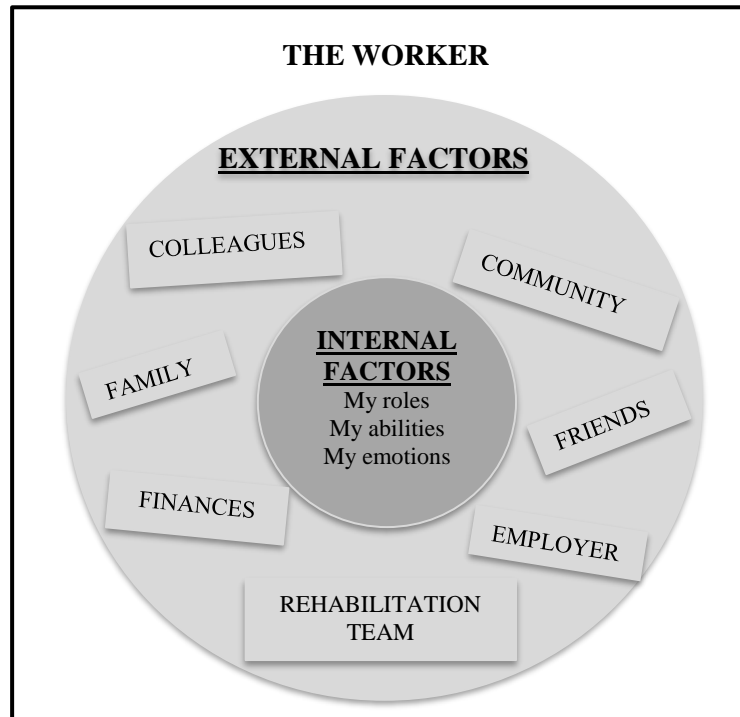 THE WORKER
EXTERNAL FACTORS
COLLEAGUES
COMMUNITY
INTERNAL
FACTORS
My roles
My abilities
My emotions
FAMILY
FRIENDS
FINANCES
EMPLOYER
REHABILITATION
TEAM